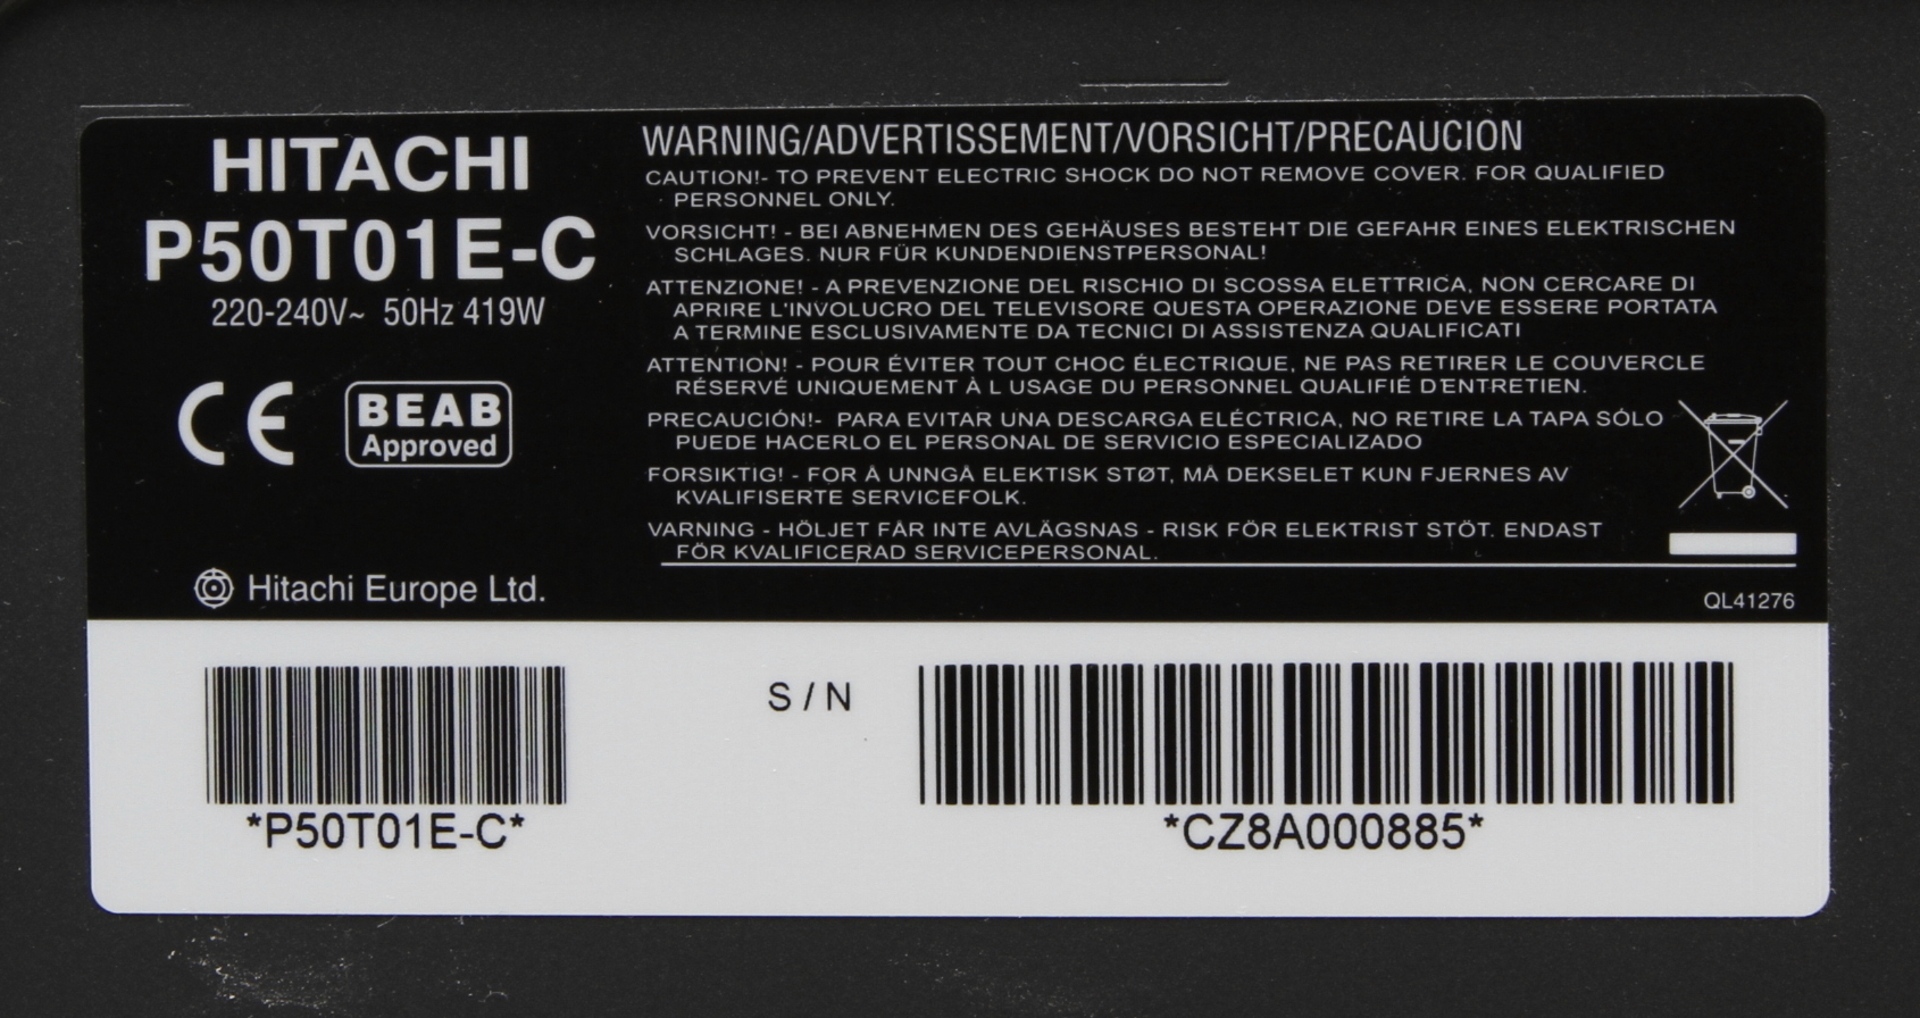 HITACHI
P50T01E-C
220-240V~ 50Hz 419W
CE
BEAB
Approved
Hitachi Europe Ltd.
WARNING/ADVERTISSEMENT/VORSICHT/PRECAUCION
CAUTION!- TO PREVENT ELECTRIC SHOCK DO NOT REMOVE COVER. FOR QUALIFIED
PERSONNEL ONLY.
VORSICHT! - BEI ABNEHMEN DES GEHÄUSES BESTEHT DIE GEFAHR EINES ELEKTRISCHEN
SCHLAGES. NUR FÜR KUNDENDIENSTPERSONAL!
ATTENZIONE! - A PREVENZIONE DEL RISCHIO DI SCOSSA ELETTRICA, NON CERCARE DI
APRIRE L'INVOLUCRO DEL TELEVISORE QUESTA OPERAZIONE DEVE ESSERE PORTATA
A TERMINE ESCLUSIVAMENTE DA TECNICI DI ASSISTENZA QUALIFICATI
ATTENTION! - POUR ÉVITER TOUT CHOC ÉLECTRIQUE, NE PAS RETIRER LE COUVERCLE
RÉSERVÉ UNIQUEMENT À L USAGE DU PERSONNEL QUALIFIÉ D'ENTRETIEN.
PRECAUCIÓN!- PARA EVITAR UNA DESCARGA ELÉCTRICA, NO RETIRE LA TAPA SÓLO
PUEDE HACERLO EL PERSONAL DE SERVICIO ESPECIALIZADO
FORSIKTIG! - FOR Å UNNGÅ ELEKTISK STØT, MÅ DEKSELET KUN FJERNES AV
KVALIFISERTE SERVICEFOLK.
VARNING - HÖLJET FÅR INTE AVLÄGSNAS - RISK FÖR ELEKTRIST STÖT. ENDAST
FÖR KVALIFICERAD SERVICEPERSONAL.
QL41276
*P50T01E-C*
S / N
*CZ8A000885*